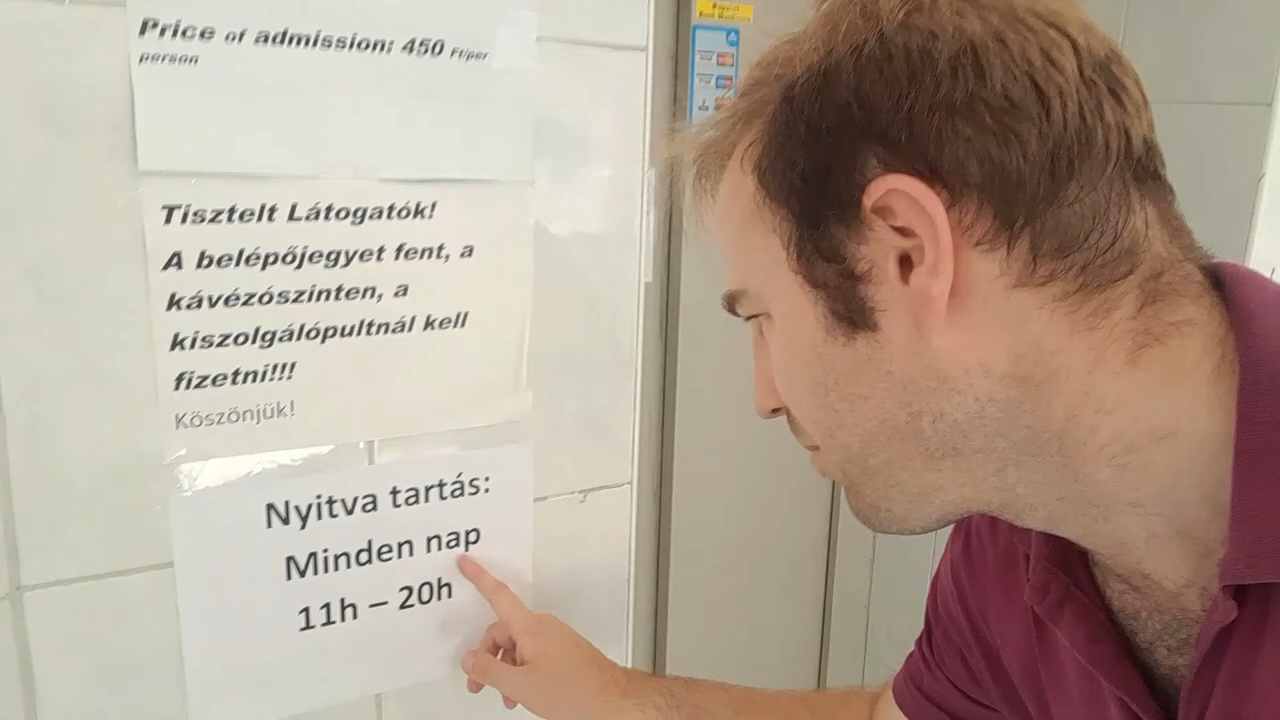 Price of admission: 450 Ft/per
person
Tisztelt Látogatók!
A belépőjegyet fent, a
kávézószinten, a
kiszolgálópultnál kell
fizetni!!!
Köszönjük!
Nyitva tartás:
Minden nap
11h – 20h